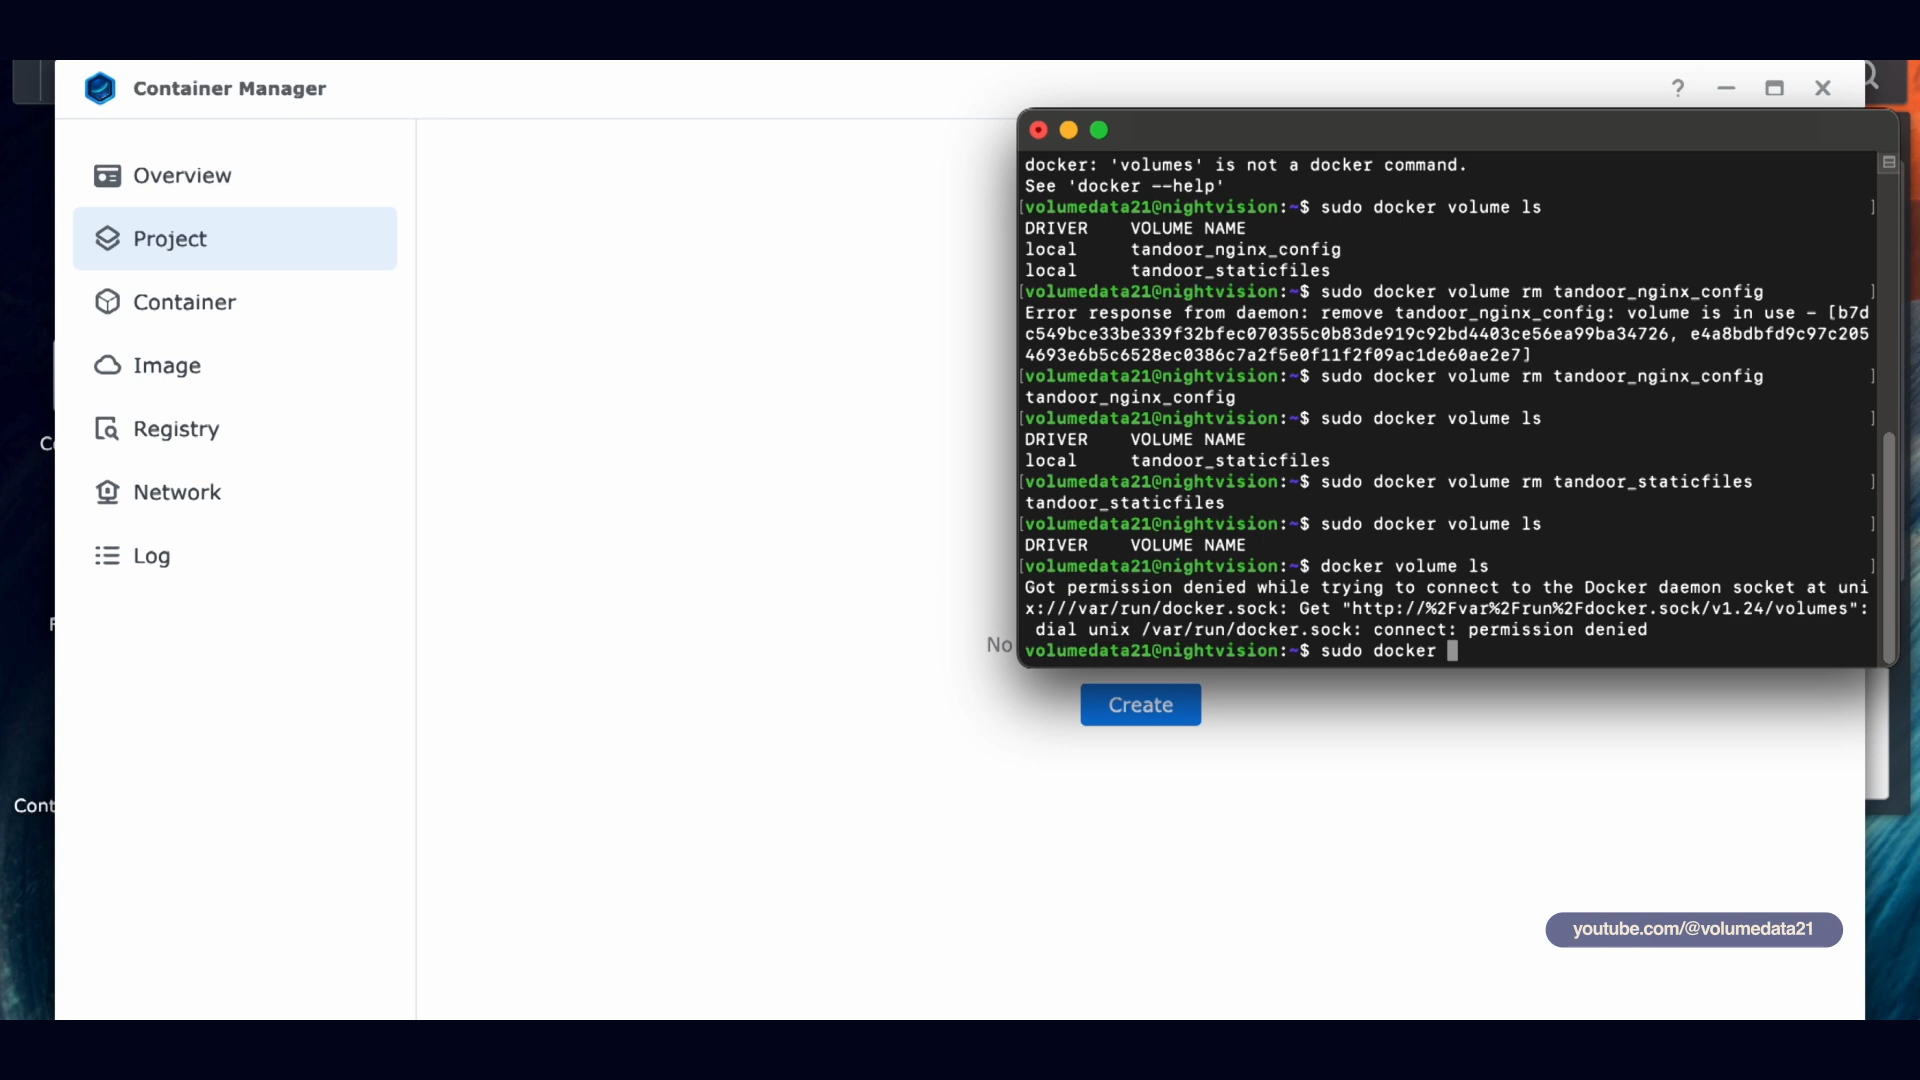 Container Manager
?
Overview
Project
Container
Image
Registry
Network
Log
docker: 'volumes' is not a docker command.
See 'docker --help'
[volumedata21@nightvision:~$ sudo docker volume ls ]
DRIVER VOLUME NAME
local tandoor_nginx_config
local tandoor_staticfiles
[volumedata21@nightvision:~$ sudo docker volume rm tandoor_nginx_config ]
Error response from daemon: remove tandoor_nginx_config: volume is in use - [b7d
c549bce33be339f32bfec070355c0b83de919c92bd4403ce56ea99ba34726, e4a8bdbfd9c97c205
4693e6b5c6528ec0386c7a2f5e0f11f2f09ac1de60ae2e7]
[volumedata21@nightvision:~$ sudo docker volume rm tandoor_nginx_config ]
tandoor_nginx_config
[volumedata21@nightvision:~$ sudo docker volume ls ]
DRIVER VOLUME NAME
local tandoor_staticfiles
[volumedata21@nightvision:~$ sudo docker volume rm tandoor_staticfiles ]
tandoor_staticfiles
[volumedata21@nightvision:~$ sudo docker volume ls ]
DRIVER VOLUME NAME
[volumedata21@nightvision:~$ docker volume ls ]
Got permission denied while trying to connect to the Docker daemon socket at uni
x:///var/run/docker.sock: Get "http://%2Fvar%2Frun%2Fdocker.sock/v1.24/volumes":
dial unix /var/run/docker.sock: connect: permission denied
volumedata21@nightvision:~$ sudo docker
No
Create
Cont
youtube.com/@volumedata21